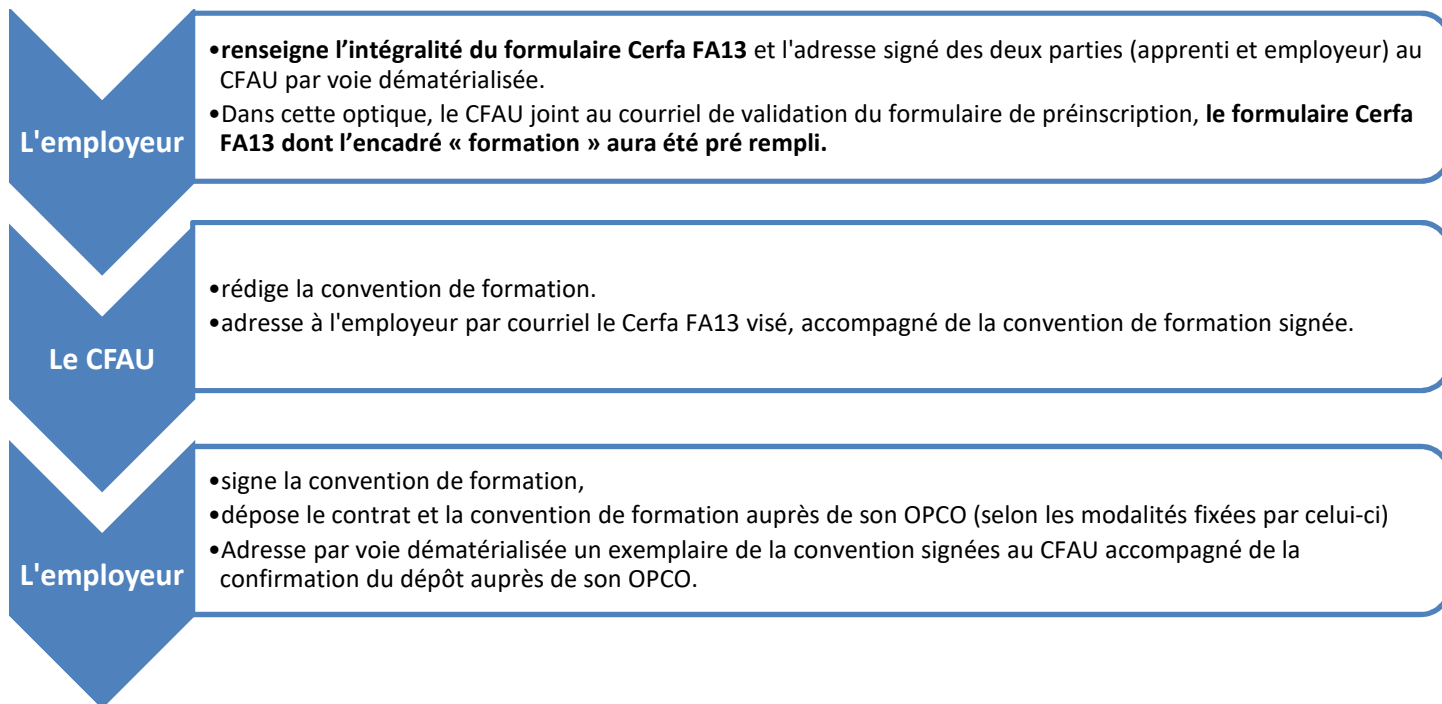 L'employeur
•renseigne l’intégralité du formulaire Cerfa FA13 et l'adresse signé des deux parties (apprenti et employeur) au
CFAU par voie dématérialisée.
•Dans cette optique, le CFAU joint au courriel de validation du formulaire de préinscription, le formulaire Cerfa
FA13 dont l’encadré « formation » aura été pré rempli.
Le CFAU
•rédige la convention de formation.
•adresse à l'employeur par courriel le Cerfa FA13 visé, accompagné de la convention de formation signée.
L'employeur
•signe la convention de formation,
•dépose le contrat et la convention de formation auprès de son OPCO (selon les modalités fixées par celui-ci)
•Adresse par voie dématérialisée un exemplaire de la convention signées au CFAU accompagné de la
confirmation du dépôt auprès de son OPCO.